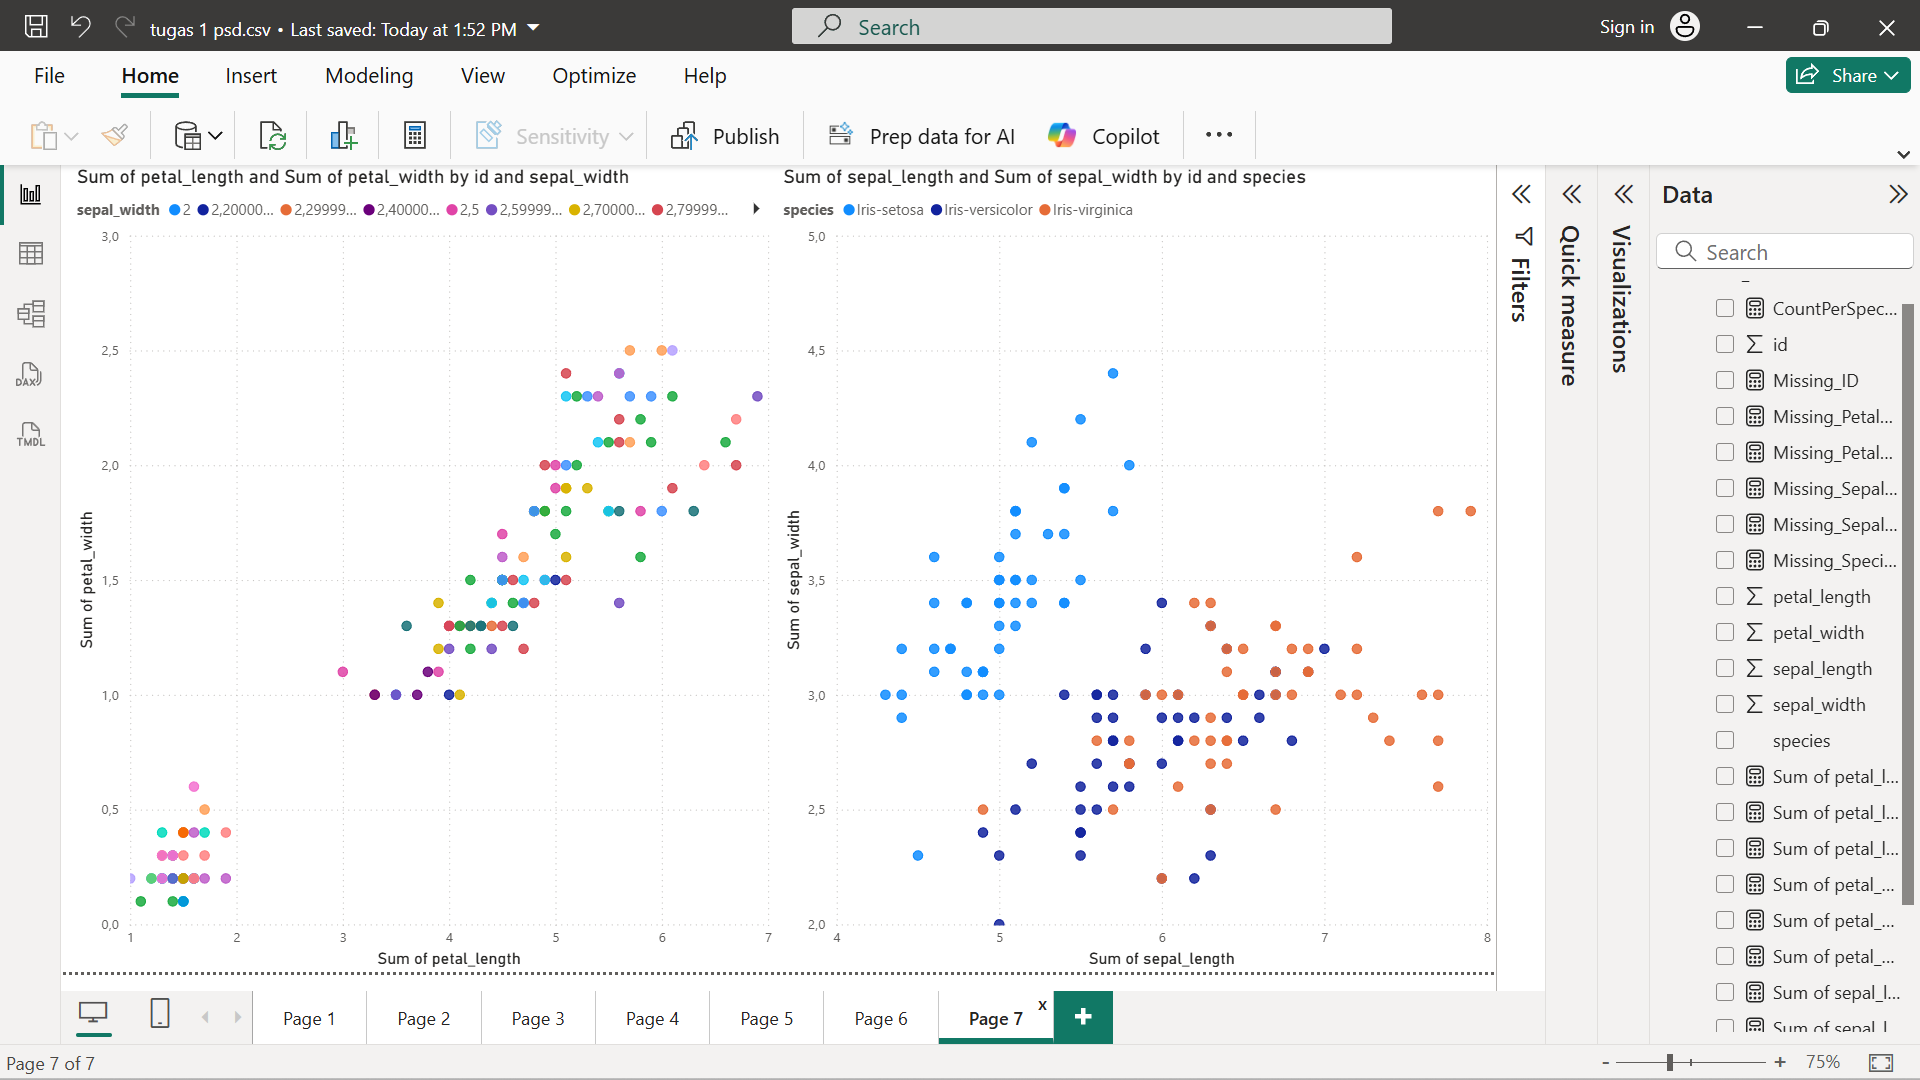 tugas 1 psd.csv • Last saved: Today at 1:52 PM
Search
Sign in
File Home Insert Modeling View Optimize Help
Share
Sensitivity
Publish
Prep data for AI
Copilot
Sum of petal_length and Sum of petal_width by id and sepal_width
sepal_width 2 2,20000... 2,29999... 2,40000... 2,5 2,59999... 2,70000... 2,79999...
3,0
2,5
2,0
1,5
1,0
0,5
0,0
Sum of petal_width
1 2 3 4 5 6 7
Sum of petal_length
Sum of sepal_length and Sum of sepal_width by id and species
species Iris-setosa Iris-versicolor Iris-virginica
5,0
4,5
4,0
3,5
3,0
2,5
2,0
Sum of sepal_width
4 5 6 7 8
Sum of sepal_length
Filters
Quick measure
Visualizations
Data
Search
CountPerSpec...
id
Missing_ID
Missing_Petal...
Missing_Petal...
Missing_Sepal...
Missing_Sepal...
Missing_Speci...
petal_length
petal_width
sepal_length
sepal_width
species
Sum of petal_l...
Sum of petal_l...
Sum of petal_l...
Sum of petal_...
Sum of petal_...
Sum of petal_...
Sum of sepal_l...
Sum of sepal_l
DAX
TMDL
Page 1 Page 2 Page 3 Page 4 Page 5 Page 6 Page 7 x +
Page 7 of 7
- + 75%